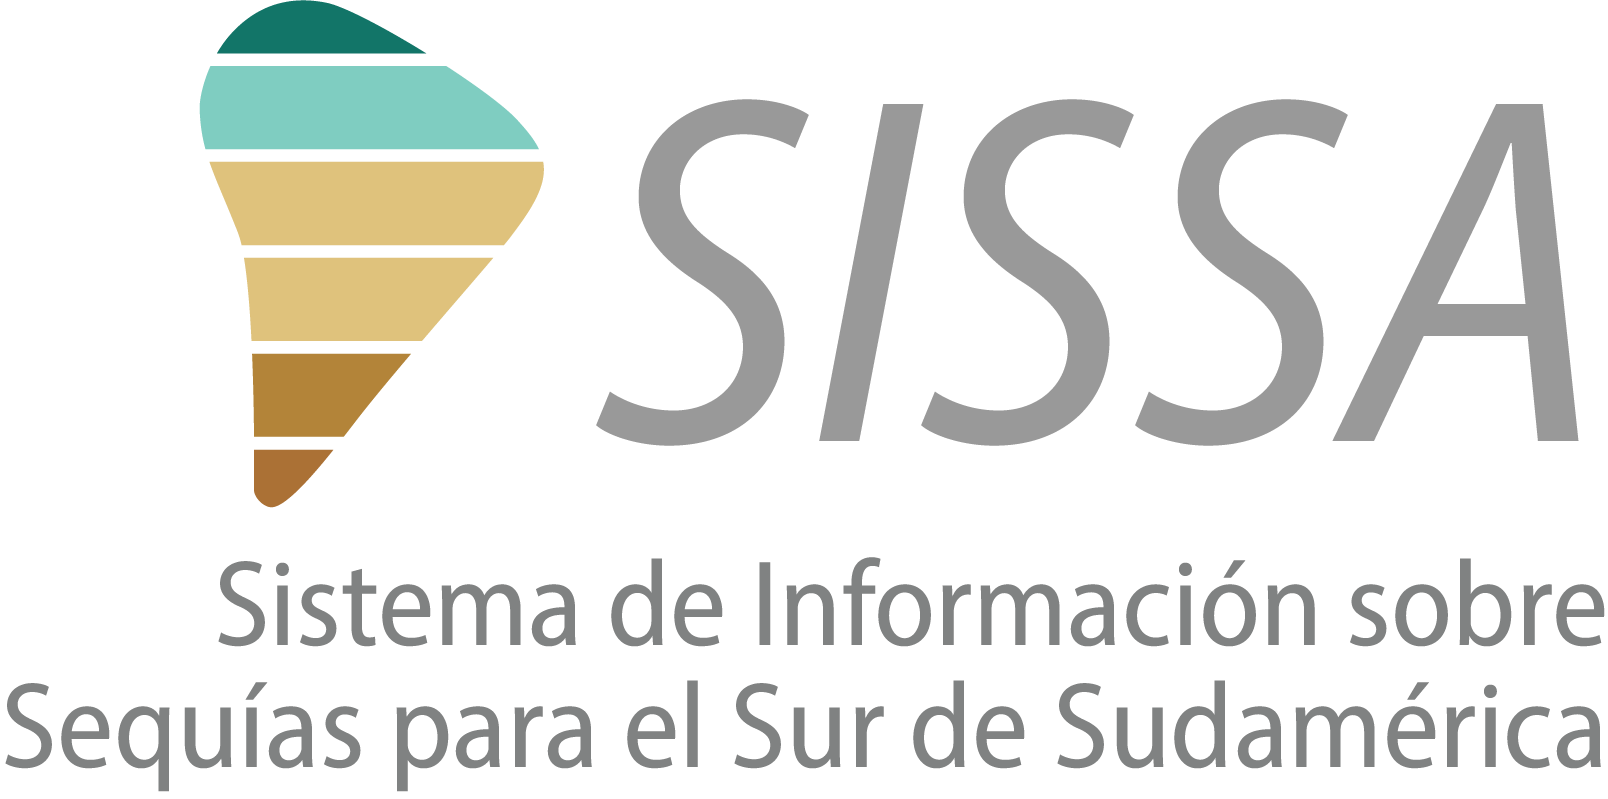 SISSA
Sistema de Información sobre
Sequías para el Sur de Sudamérica